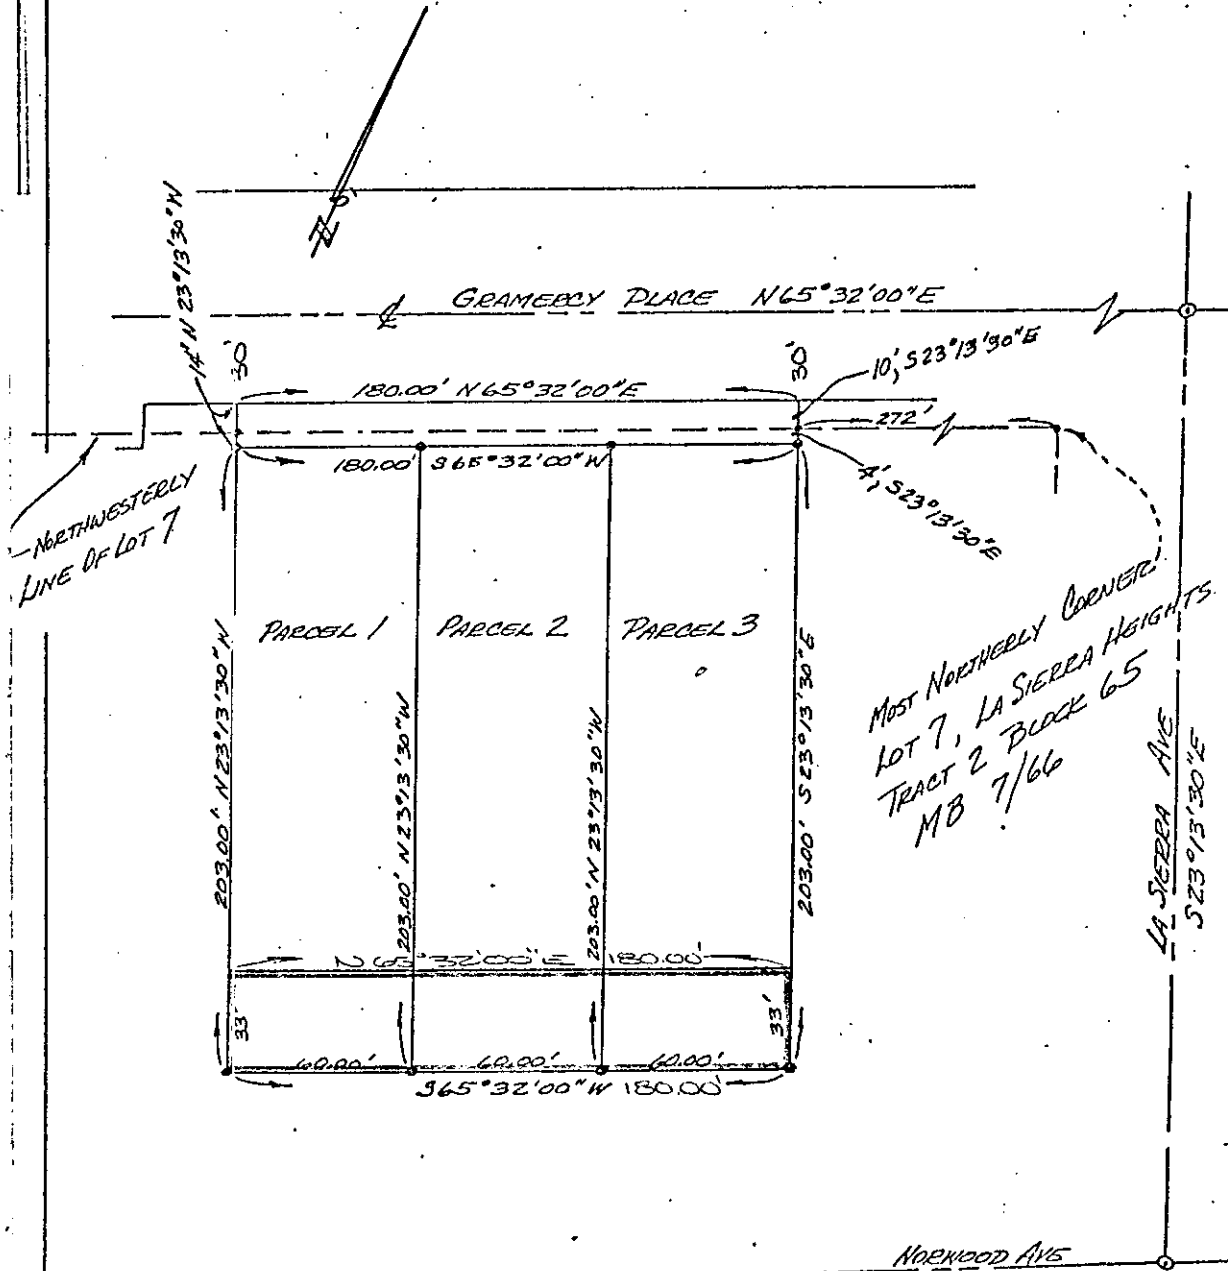 N
5'
14' N 23°13'30" W
℄ GRAMERCY PLACE N65°32'00"E
30'
30'
10', S23°13'30"E
180.00' N65°32'00"E
272'
180.00' S65°32'00"W
4', S23°13'30"E
NORTHWESTERLY
LINE OF LOT 7
PARCEL 1
PARCEL 2
PARCEL 3
MOST NORTHERLY CORNER
LOT 7, LA SIERRA HEIGHTS
TRACT 2 BLOCK 65
MB 7/66
203.00' N23°13'30"W
203.00' N23°13'30"W
203.00' N23°13'30"W
203.00' S23°13'30"E
LA SIERRA AVE
S23°13'30"E
N65°32'00"E 180.00'
33'
33'
60.00'
60.00'
60.00'
S65°32'00"W 180.00'
NORWOOD AVE